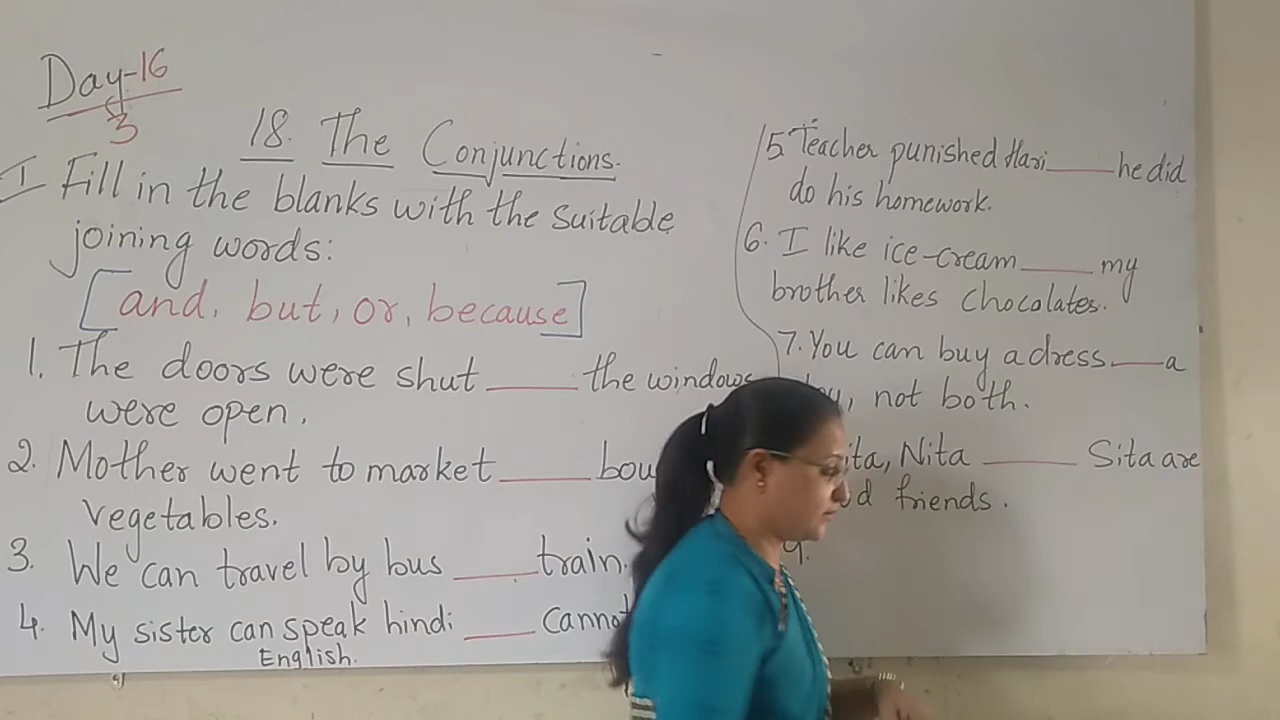 Day-16
3
18. The Conjunctions.
I Fill in the blanks with the suitable
joining words:
[and, but, or, because]
1. The doors were shut ____ the windows
were open.
2. Mother went to market ____
vegetables.
3. We can travel by bus ____ train.
4. My sister can speak hindi ____
English.
5. Teacher punished Hari ____ he did
do his homework.
6. I like ice-cream ____ my
brother likes chocolates.
7. You can buy a dress ____ a
not both.
Nita ____ Sita are
friends.
9.